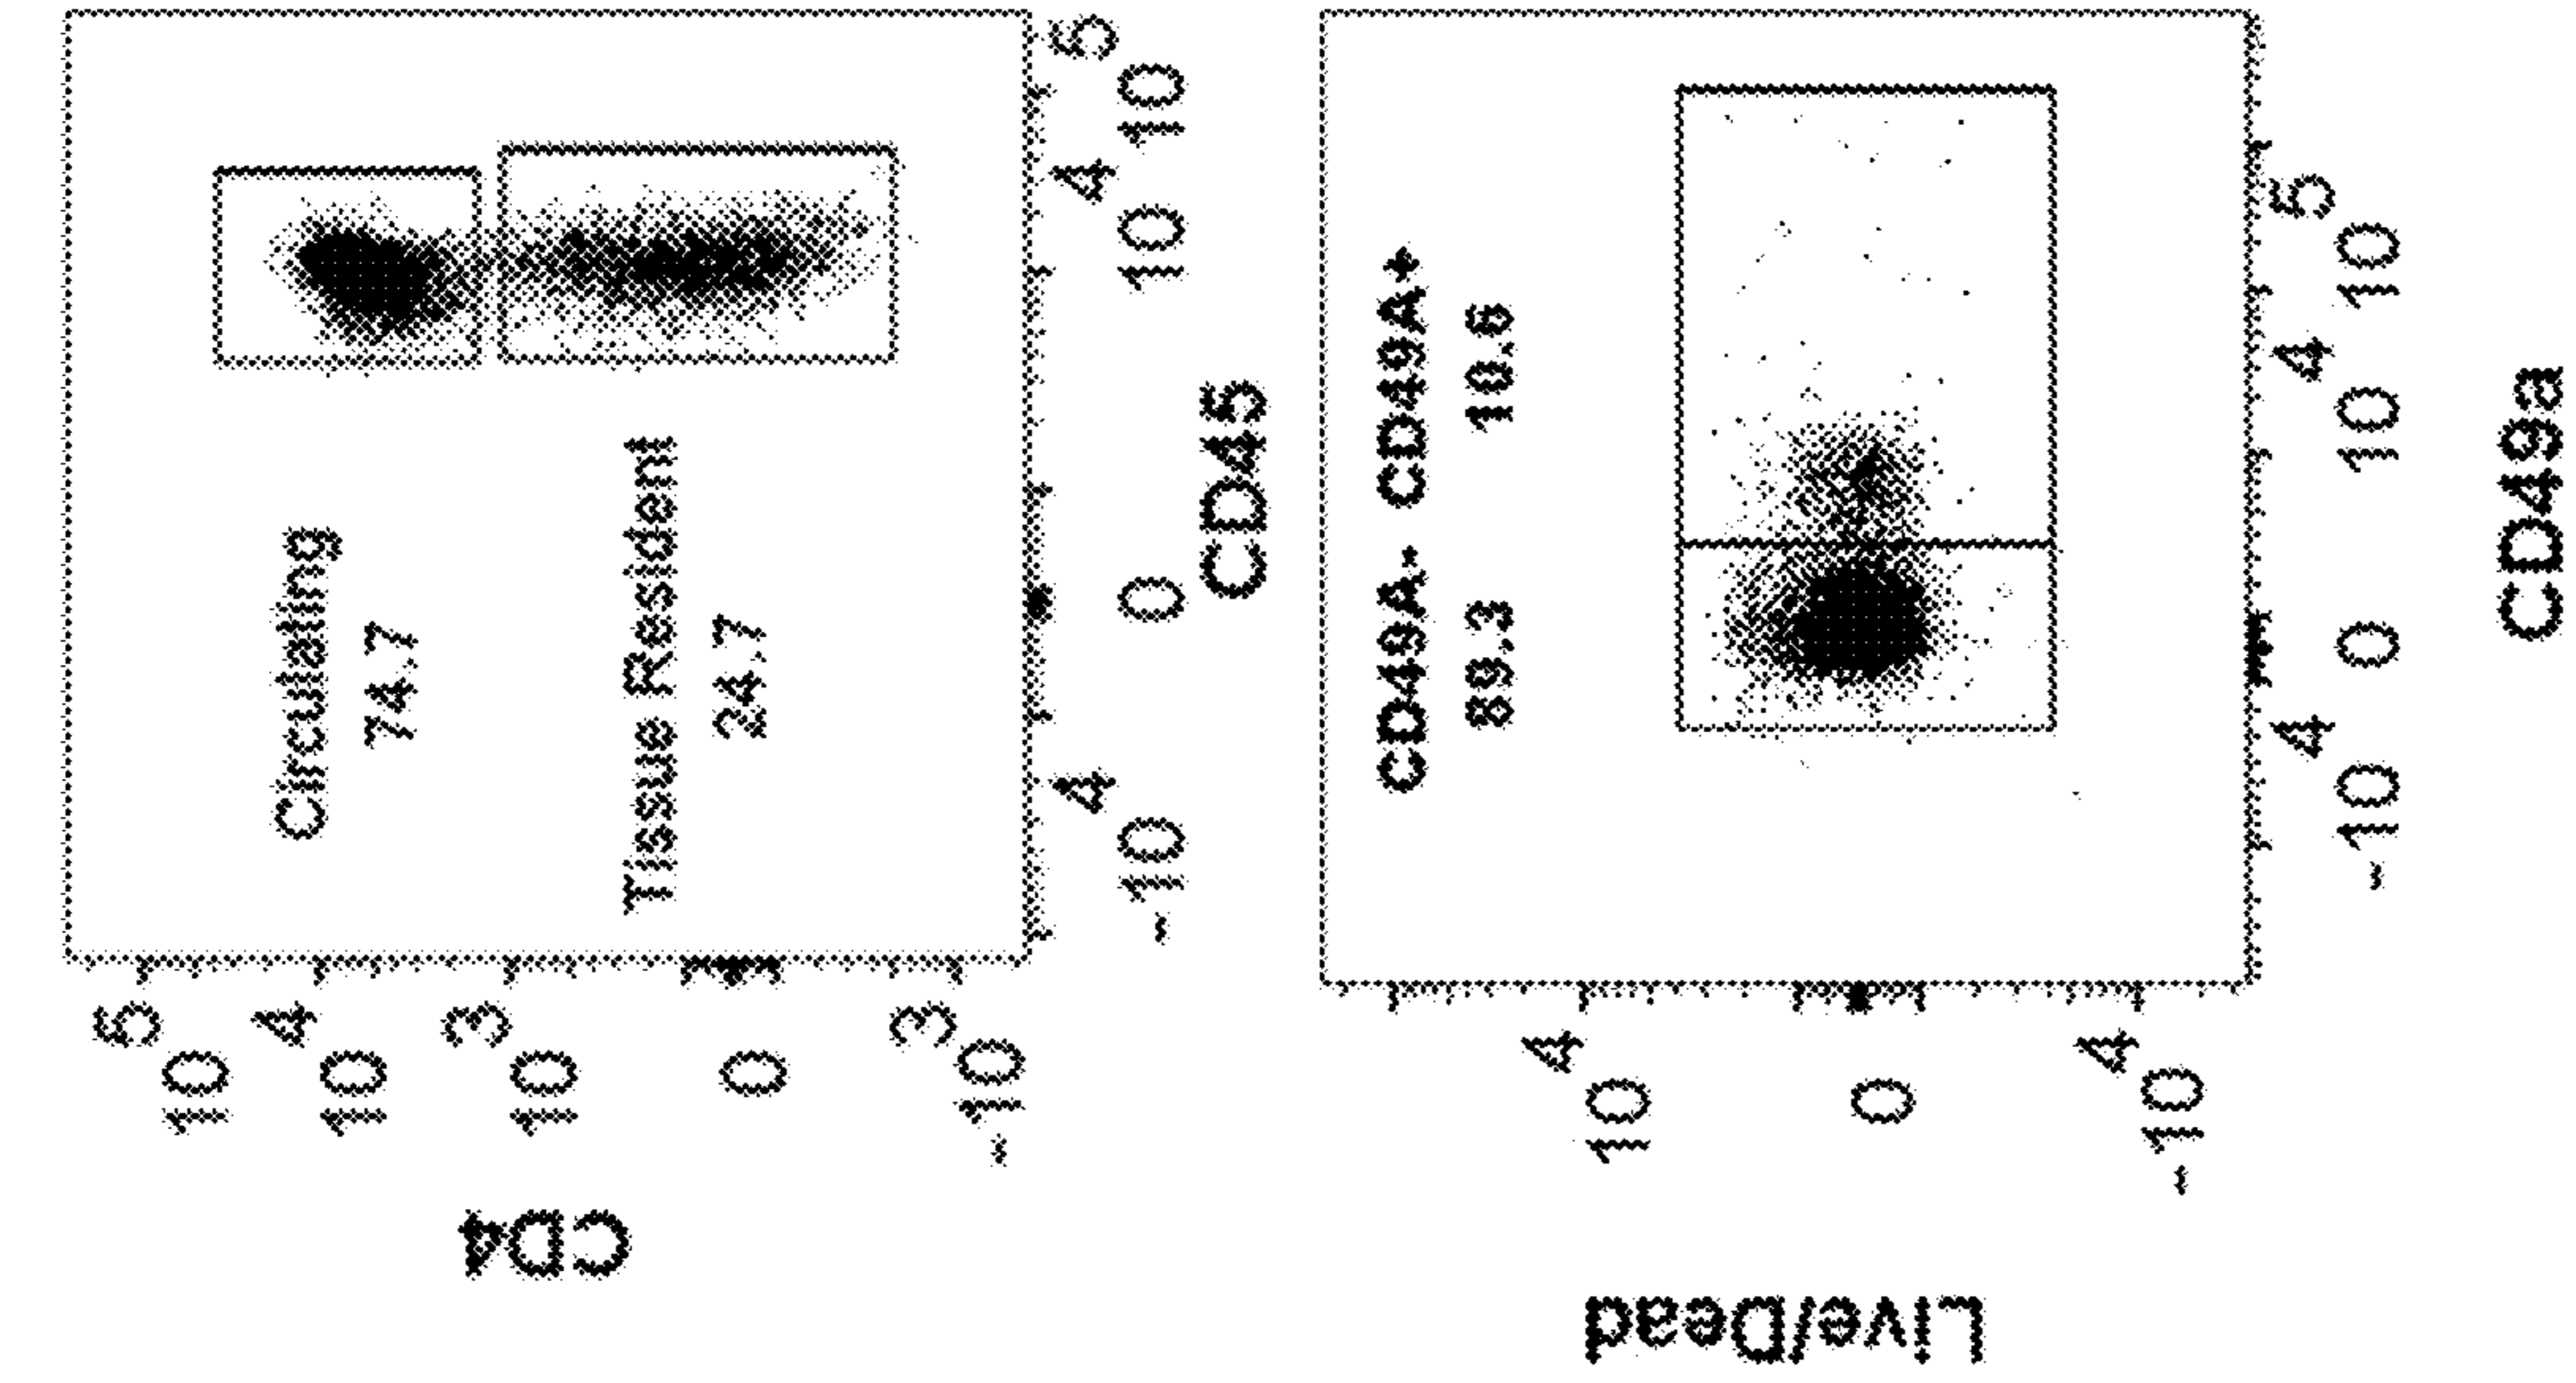 CD4
10^5
10^4
10^3
0
-10^3
Circulating
74.7
Tissue Resident
24.7
-10^4 0 10^4 10^5
CD45
Live/Dead
10^4
0
-10^4
CD49A- CD49A+
89.3 10.6
-10^4 0 10^4 10^5
CD49a